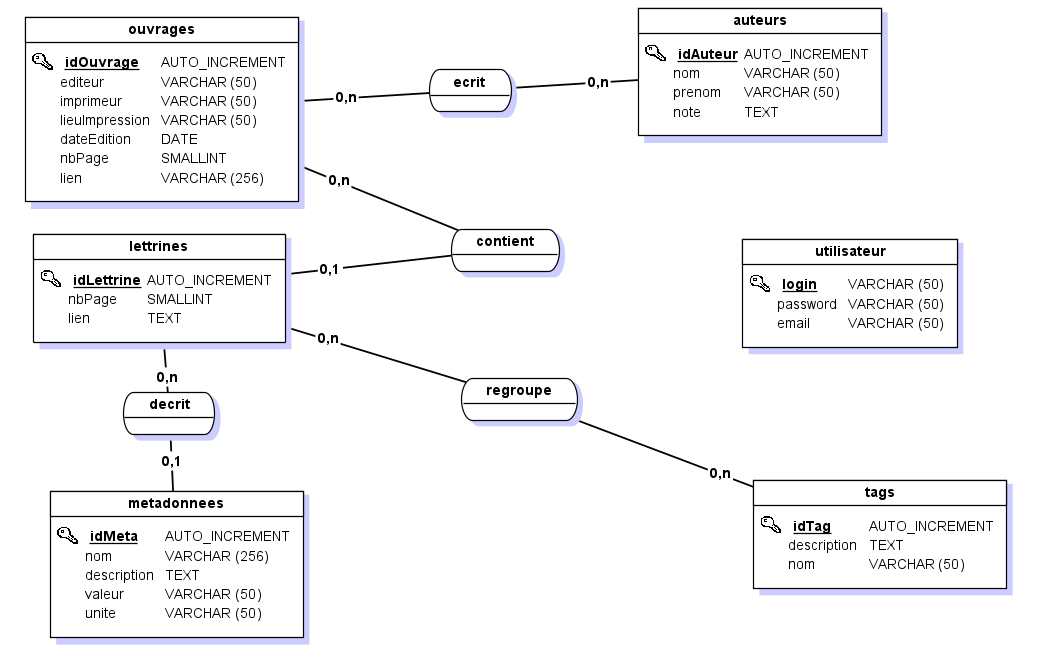 ouvrages
idOuvrage AUTO_INCREMENT
editeur VARCHAR (50)
imprimeur VARCHAR (50)
lieuImpression VARCHAR (50)
dateEdition DATE
nbPage SMALLINT
lien VARCHAR (256)
auteurs
idAuteur AUTO_INCREMENT
nom VARCHAR (50)
prenom VARCHAR (50)
note TEXT
0,n
ecrit
0,n
0,n
contient
0,1
lettrines
idLettrine AUTO_INCREMENT
nbPage SMALLINT
lien TEXT
utilisateur
login VARCHAR (50)
password VARCHAR (50)
email VARCHAR (50)
0,n
regroupe
0,n
0,n
decrit
0,1
metadonnees
idMeta AUTO_INCREMENT
nom VARCHAR (256)
description TEXT
valeur VARCHAR (50)
unite VARCHAR (50)
tags
idTag AUTO_INCREMENT
description TEXT
nom VARCHAR (50)